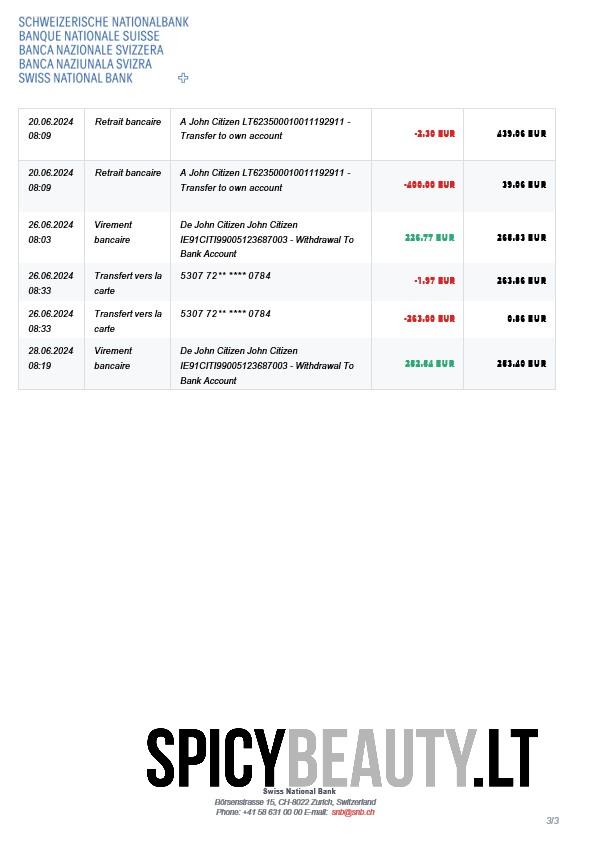 SCHWEIZERISCHE NATIONALBANK
BANQUE NATIONALE SUISSE
BANCA NAZIONALE SVIZZERA
BANCA NAZIUNALA SVIZRA
SWISS NATIONAL BANK
20.06.2024 Retrait bancaire A John Citizen LT623500010011192911 -
08:09 Transfer to own account -2.30 EUR 439.06 EUR
20.06.2024 Retrait bancaire A John Citizen LT623500010011192911 -
08:09 Transfer to own account -400.00 EUR 39.06 EUR
26.06.2024 Virement De John Citizen John Citizen
08:03 bancaire IE91CITI99005123687003 - Withdrawal To 226.77 EUR 265.83 EUR
Bank Account
26.06.2024 Transfert vers la 5307 72** **** 0784
08:33 carte -1.97 EUR 263.86 EUR
26.06.2024 Transfert vers la 5307 72** **** 0784
08:33 carte -263.00 EUR 0.86 EUR
28.06.2024 Virement De John Citizen John Citizen
08:19 bancaire IE91CITI99005123687003 - Withdrawal To 252.54 EUR 253.40 EUR
Bank Account
SPICYBEAUTY.LT
Swiss National Bank
Börsenstrasse 15, CH-8022 Zurich, Switzerland
Phone: +41 58 631 00 00 E-mail: snb@snb.ch
3/3